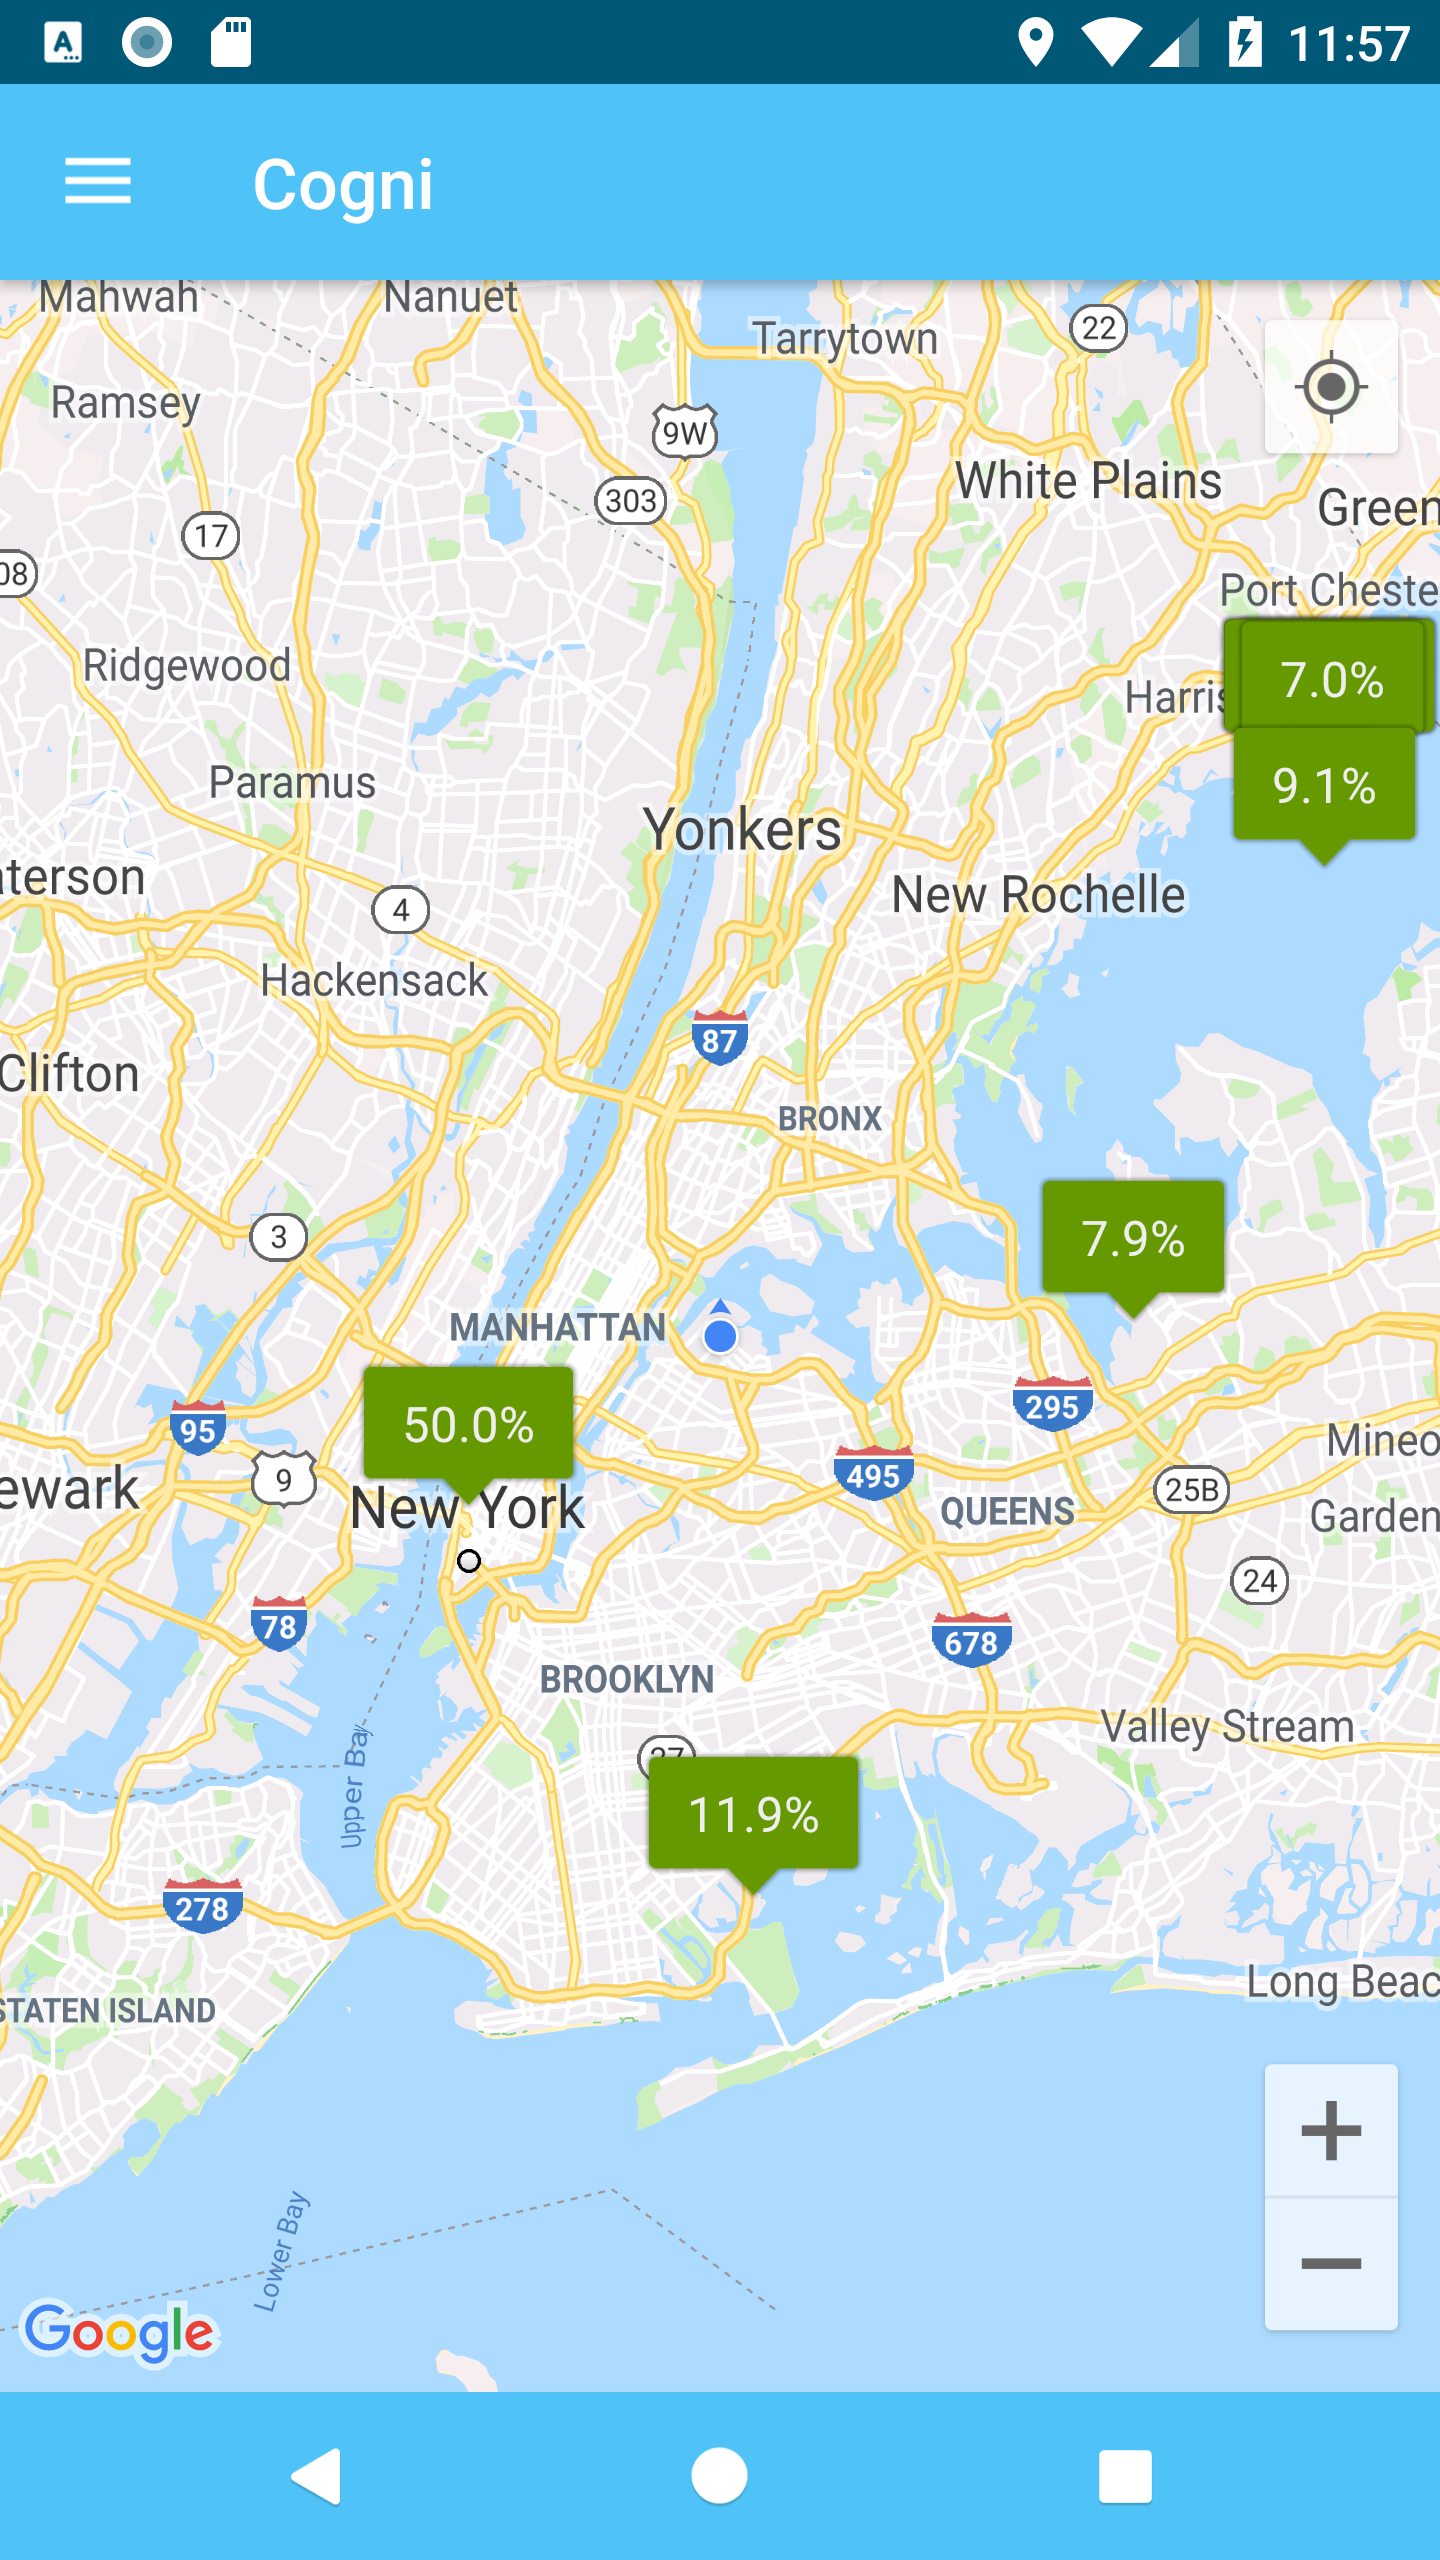 11:57
Cogni
Mahwah
Nanuet
Tarrytown
22
Ramsey
9W
White Plains
303
Green
17
08
Port Cheste
Ridgewood
7.0%
Harris
Paramus
9.1%
Yonkers
aterson
New Rochelle
4
Hackensack
87
Clifton
BRONX
3
7.9%
MANHATTAN
50.0%
295
95
Mineo
495
9
ewark
25B
New York
QUEENS
Garden
24
78
678
BROOKLYN
Valley Stream
27
Upper Bay
11.9%
278
Long Beac
STATEN ISLAND
Lower Bay
Google